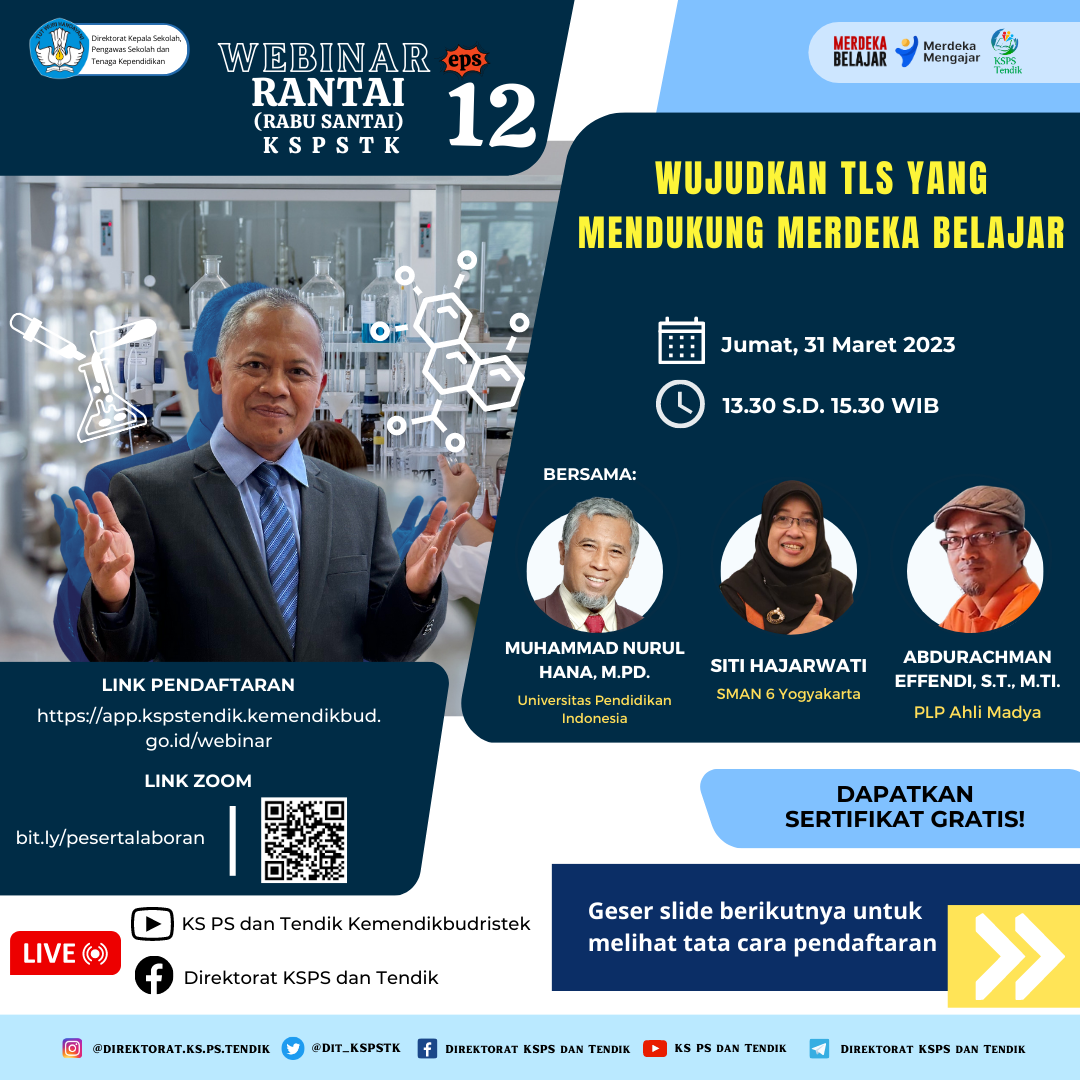 Direktorat Kepala Sekolah,
Pengawas Sekolah dan
Tenaga Kependidikan
WEBINAR
eps
RANTAI
(RABU SANTAI)
KSPSTK
12
MERDEKA
BELAJAR
Merdeka
Mengajar
KSPS
Tendik
WUJUDKAN TLS YANG
MENDUKUNG MERDEKA BELAJAR
Jumat, 31 Maret 2023
13.30 S.D. 15.30 WIB
BERSAMA:
MUHAMMAD NURUL
HANA, M.PD.
Universitas Pendidikan
Indonesia
SITI HAJARWATI
SMAN 6 Yogyakarta
ABDURACHMAN
EFFENDI, S.T., M.TI.
PLP Ahli Madya
LINK PENDAFTARAN
https://app.kspstendik.kemendikbud.
go.id/webinar
LINK ZOOM
bit.ly/pesertalaboran
DAPATKAN
SERTIFIKAT GRATIS!
Geser slide berikutnya untuk
melihat tata cara pendaftaran
LIVE
KS PS dan Tendik Kemendikbudristek
Direktorat KSPS dan Tendik
@DIREKTORAT.KS.PS.TENDIK
@DIT_KSPSTK
DIREKTORAT KSPS DAN TENDIK
KS PS DAN TENDIK
DIREKTORAT KSPS DAN TENDIK